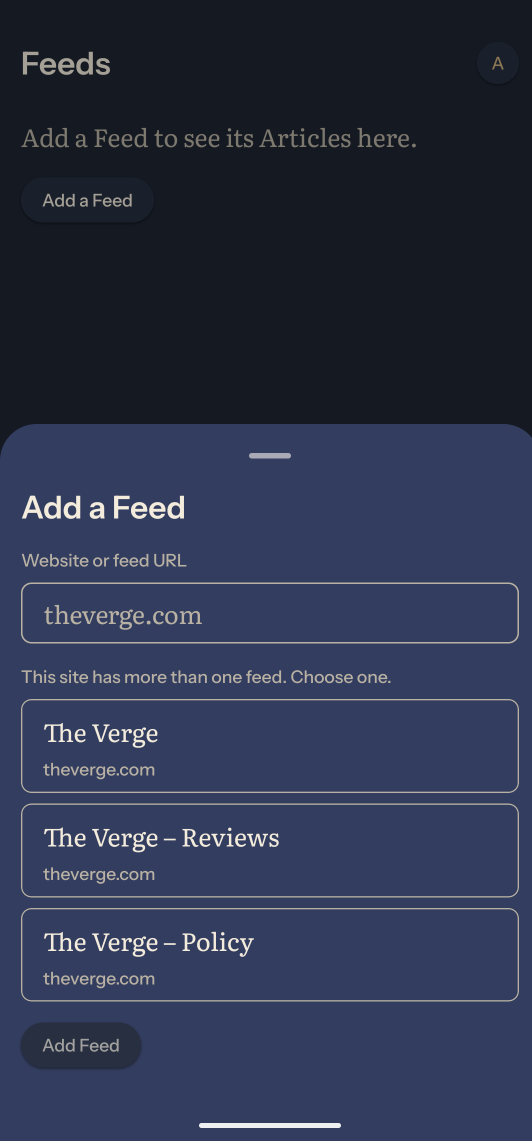 Feeds
A
Add a Feed to see its Articles here.
Add a Feed
Add a Feed
Website or feed URL
theverge.com
This site has more than one feed. Choose one.
The Verge
theverge.com
The Verge – Reviews
theverge.com
The Verge – Policy
theverge.com
Add Feed